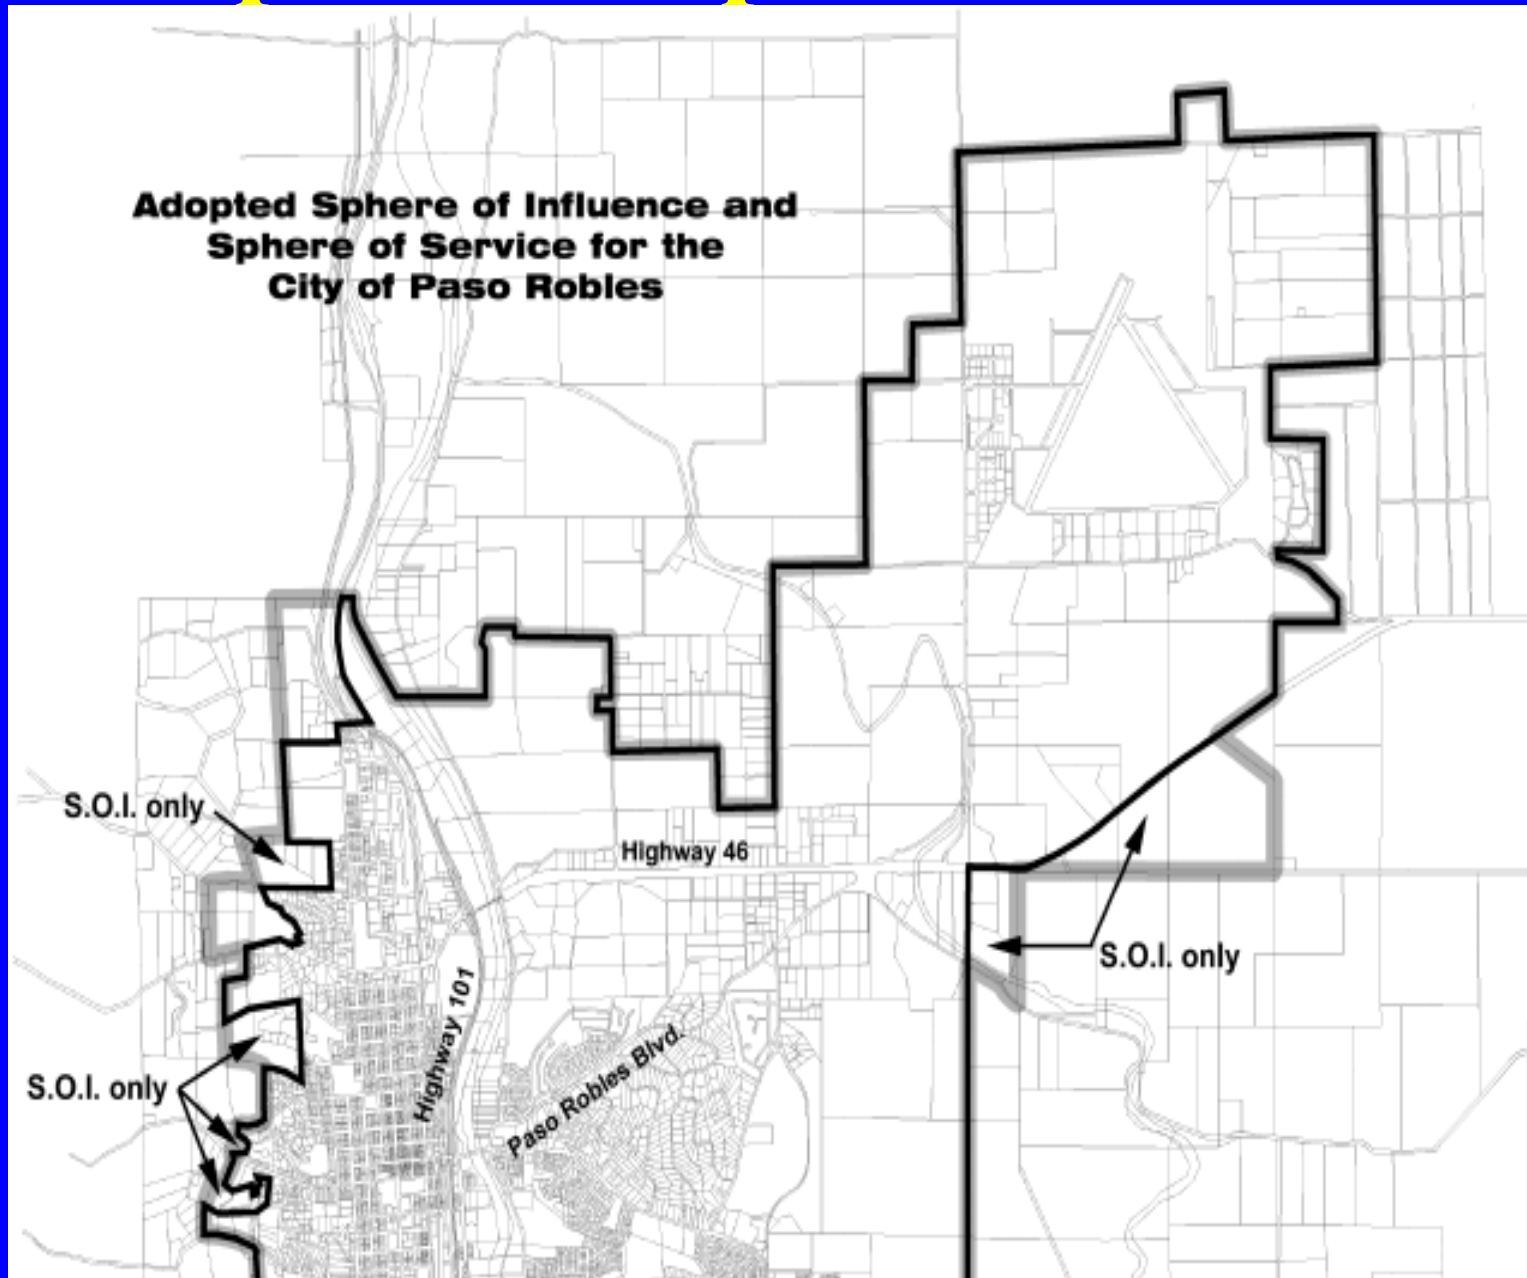 Adopted Sphere of Influence and
Sphere of Service for the
City of Paso Robles
S.O.I. only
Highway 46
S.O.I. only
Highway 101
Paso Robles Blvd.
S.O.I. only